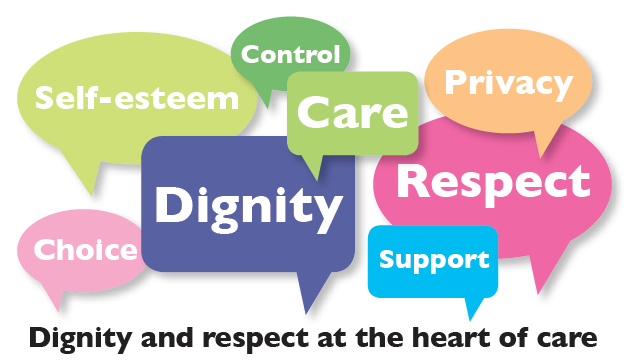 Control
Self-esteem
Privacy
Care
Respect
Dignity
Choice
Support
Dignity and respect at the heart of care